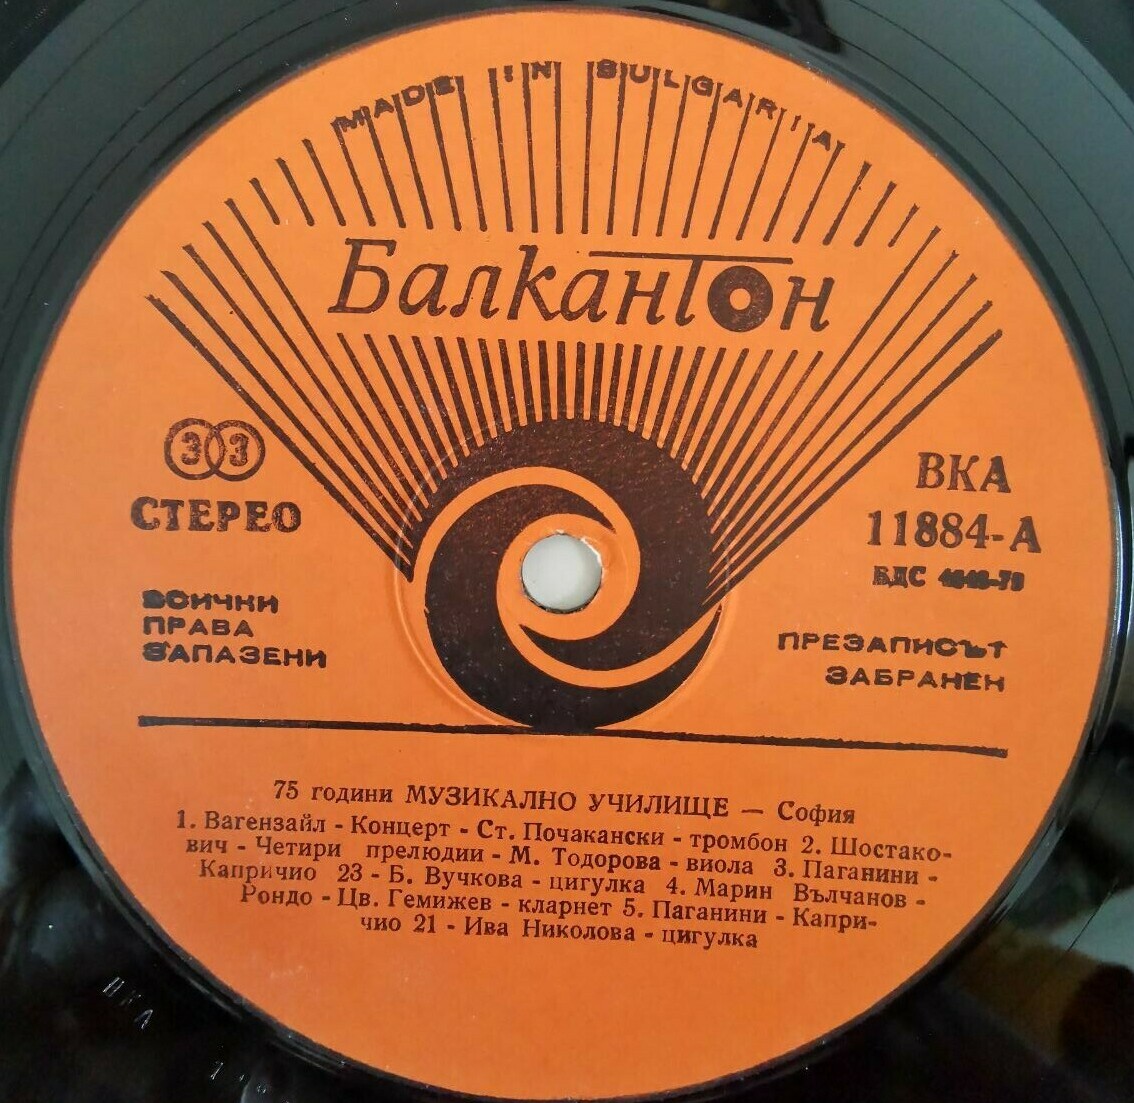 MADE IN BULGARIA
Балкантон
33
СТЕРЕО
ВСИЧКИ
ПРАВА
ЗАПАЗЕНИ
ВКА
11884-А
БДС
ПРЕЗАПИСЪТ
ЗАБРАНЕН
75 години МУЗИКАЛНО УЧИЛИЩЕ — София
1. Вагензайл - Концерт - Ст. Почакански - тромбон 2. Шостако-
вич - Четири прелюдии - М. Тодорова - виола 3. Паганини -
Капричио 23 - Б. Вучкова - цигулка 4. Марин Вълчанов -
Рондо - Цв. Гемижев - кларнет 5. Паганини - Капри-
чио 21 - Ива Николова - цигулка
ВКА